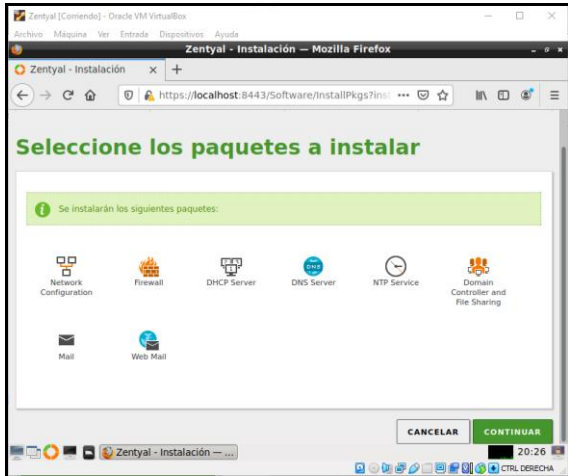 Zentyal [Corriendo] - Oracle VM VirtualBox
Archivo Máquina Ver Entrada Dispositivos Ayuda
Zentyal - Instalación — Mozilla Firefox
Zentyal - Instalación
https://localhost:8443/Software/InstallPkgs?inst
Seleccione los paquetes a instalar
Se instalarán los siguientes paquetes:
Network Configuration
Firewall
DHCP Server
DNS
DNS Server
NTP Service
Domain Controller and File Sharing
Mail
Web Mail
CANCELAR CONTINUAR
Zentyal - Instalación — ...
20:26
CTRL DERECHA